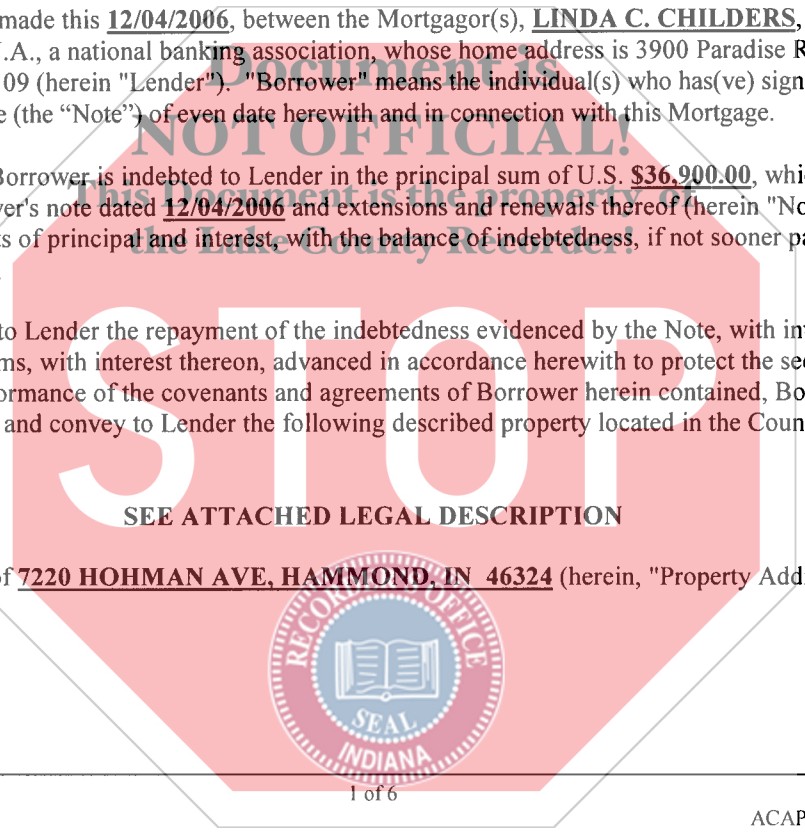 made this 12/04/2006, between the Mortgagor(s), LINDA C. CHILDERS,
.A., a national banking association, whose home address is 3900 Paradise R
Document is
09 (herein "Lender"). "Borrower" means the individual(s) who has(ve) sign
e (the “Note”) of even date herewith and in connection with this Mortgage.
NOT OFFICIAL!
Borrower is indebted to Lender in the principal sum of U.S. $36,900.00, whi
This Document is the property of
er's note dated 12/04/2006 and extensions and renewals thereof (herein "No
ts of principal and interest, with the balance of indebtedness, if not sooner pa
the Lake County Recorder!
to Lender the repayment of the indebtedness evidenced by the Note, with in
ms, with interest thereon, advanced in accordance herewith to protect the se
ormance of the covenants and agreements of Borrower herein contained, Bo
and convey to Lender the following described property located in the Coun
STOP
SEE ATTACHED LEGAL DESCRIPTION
of 7220 HOHMAN AVE, HAMMOND, IN 46324 (herein, "Property Add
RECORDER'S OFFICE
SEAL
INDIANA
1 of 6
ACAP